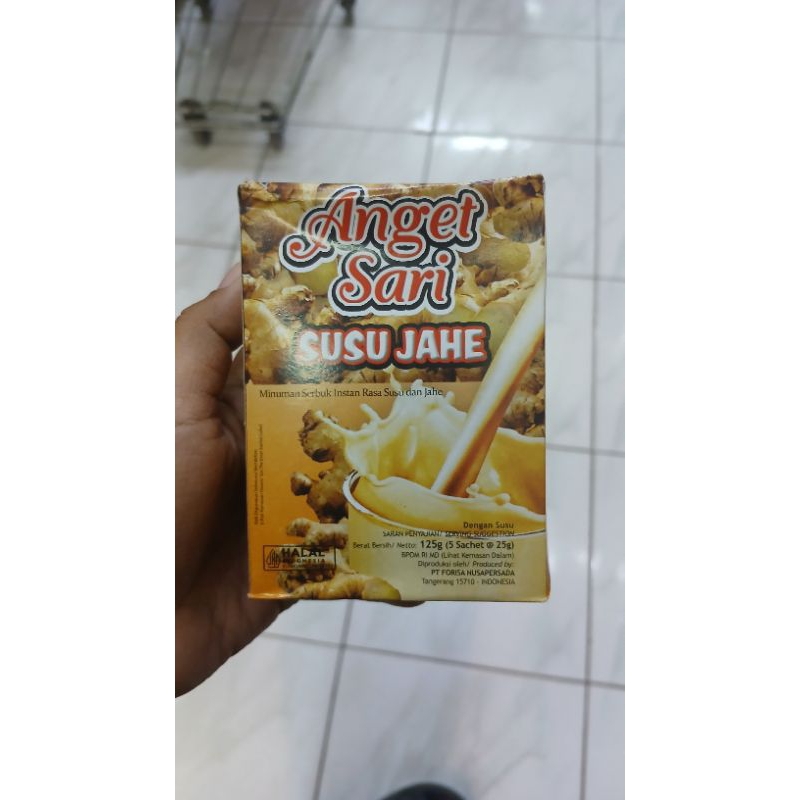 Anget
Sari
SUSU JAHE
Minuman Serbuk Instan Rasa Susu dan Jahe
Dengan Susu
SARAN PENYAJIAN/ SERVING SUGGESTION
Berat Bersih/ Netto: 125g (5 Sachet @ 25g)
BPOM RI MD (Lihat Kemasan Dalam)
Diproduksi oleh/ Produced by:
PT FORISA NUSAPERSADA
Tangerang 15710 - INDONESIA
HALAL
INDONESIA